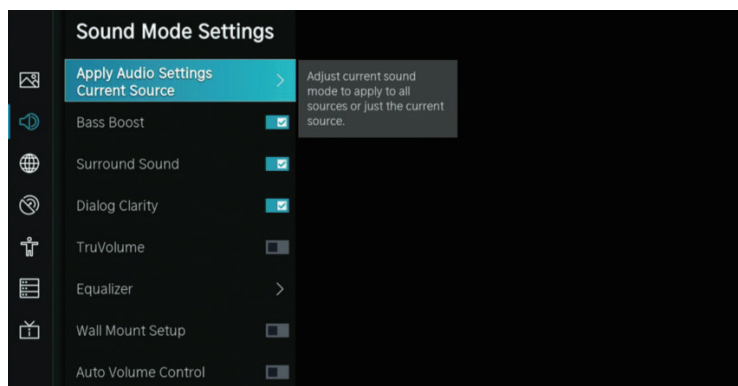 Sound Mode Settings
Apply Audio Settings
Current Source
Adjust current sound
mode to apply to all
sources or just the current
source.
Bass Boost
Surround Sound
Dialog Clarity
TruVolume
Equalizer
Wall Mount Setup
Auto Volume Control